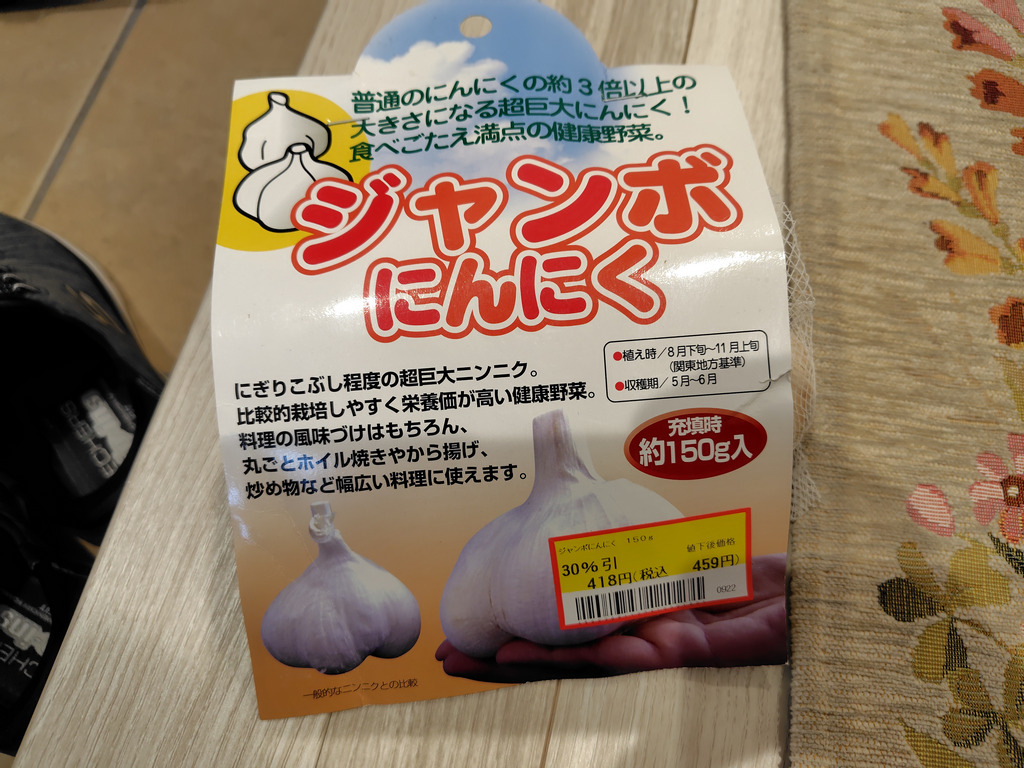 普通のにんにくの約3倍以上の
大きさになる超巨大にんにく!
食べごたえ満点の健康野菜。
ジャンボ
にんにく
●植え時/8月下旬~11月上旬
(関東地方基準)
●収穫期/5月~6月
にぎりこぶし程度の超巨大ニンニク。
比較的栽培しやすく栄養価が高い健康野菜。
料理の風味づけはもちろん、
丸ごとホイル焼きやから揚げ、
炒め物など幅広い料理に使えます。
充填時
約150g入
ジャンボにんにく 150g
値下後価格
30%引
418円(税込 459円)
0922
一般的なニンニクとの比較